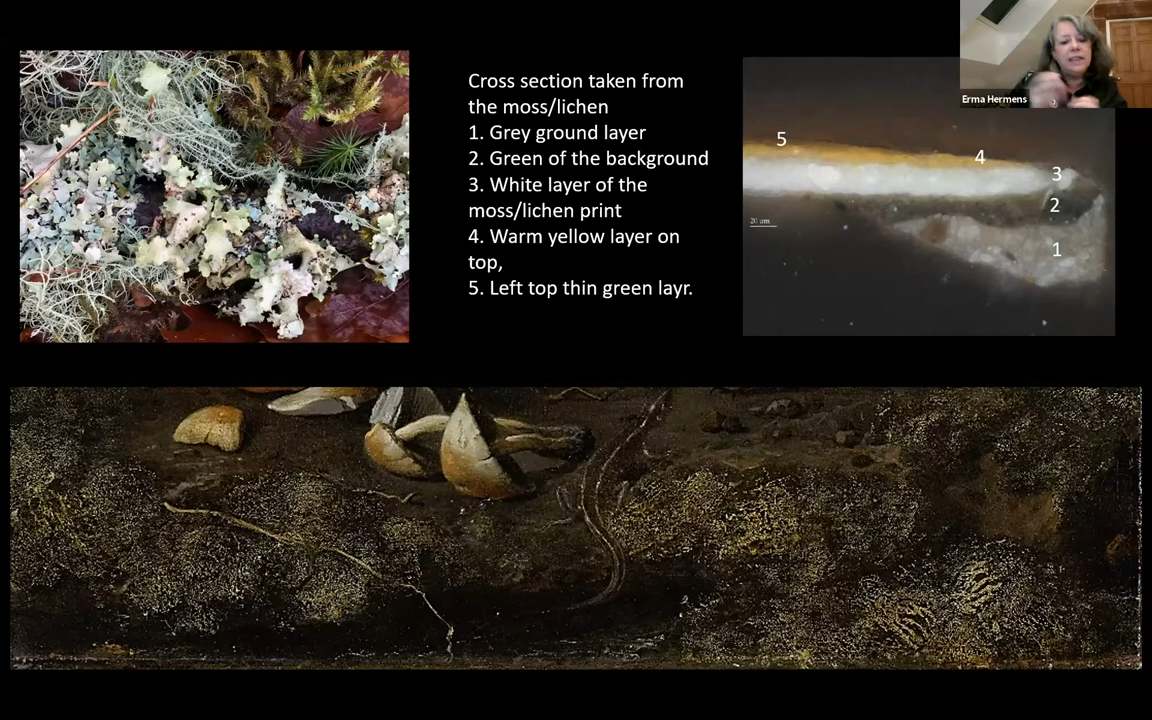 Cross section taken from
the moss/lichen
1. Grey ground layer
2. Green of the background
3. White layer of the
moss/lichen print
4. Warm yellow layer on
top,
5. Left top thin green layr.
5
4
3
2
1
20 um
Erma Hermens